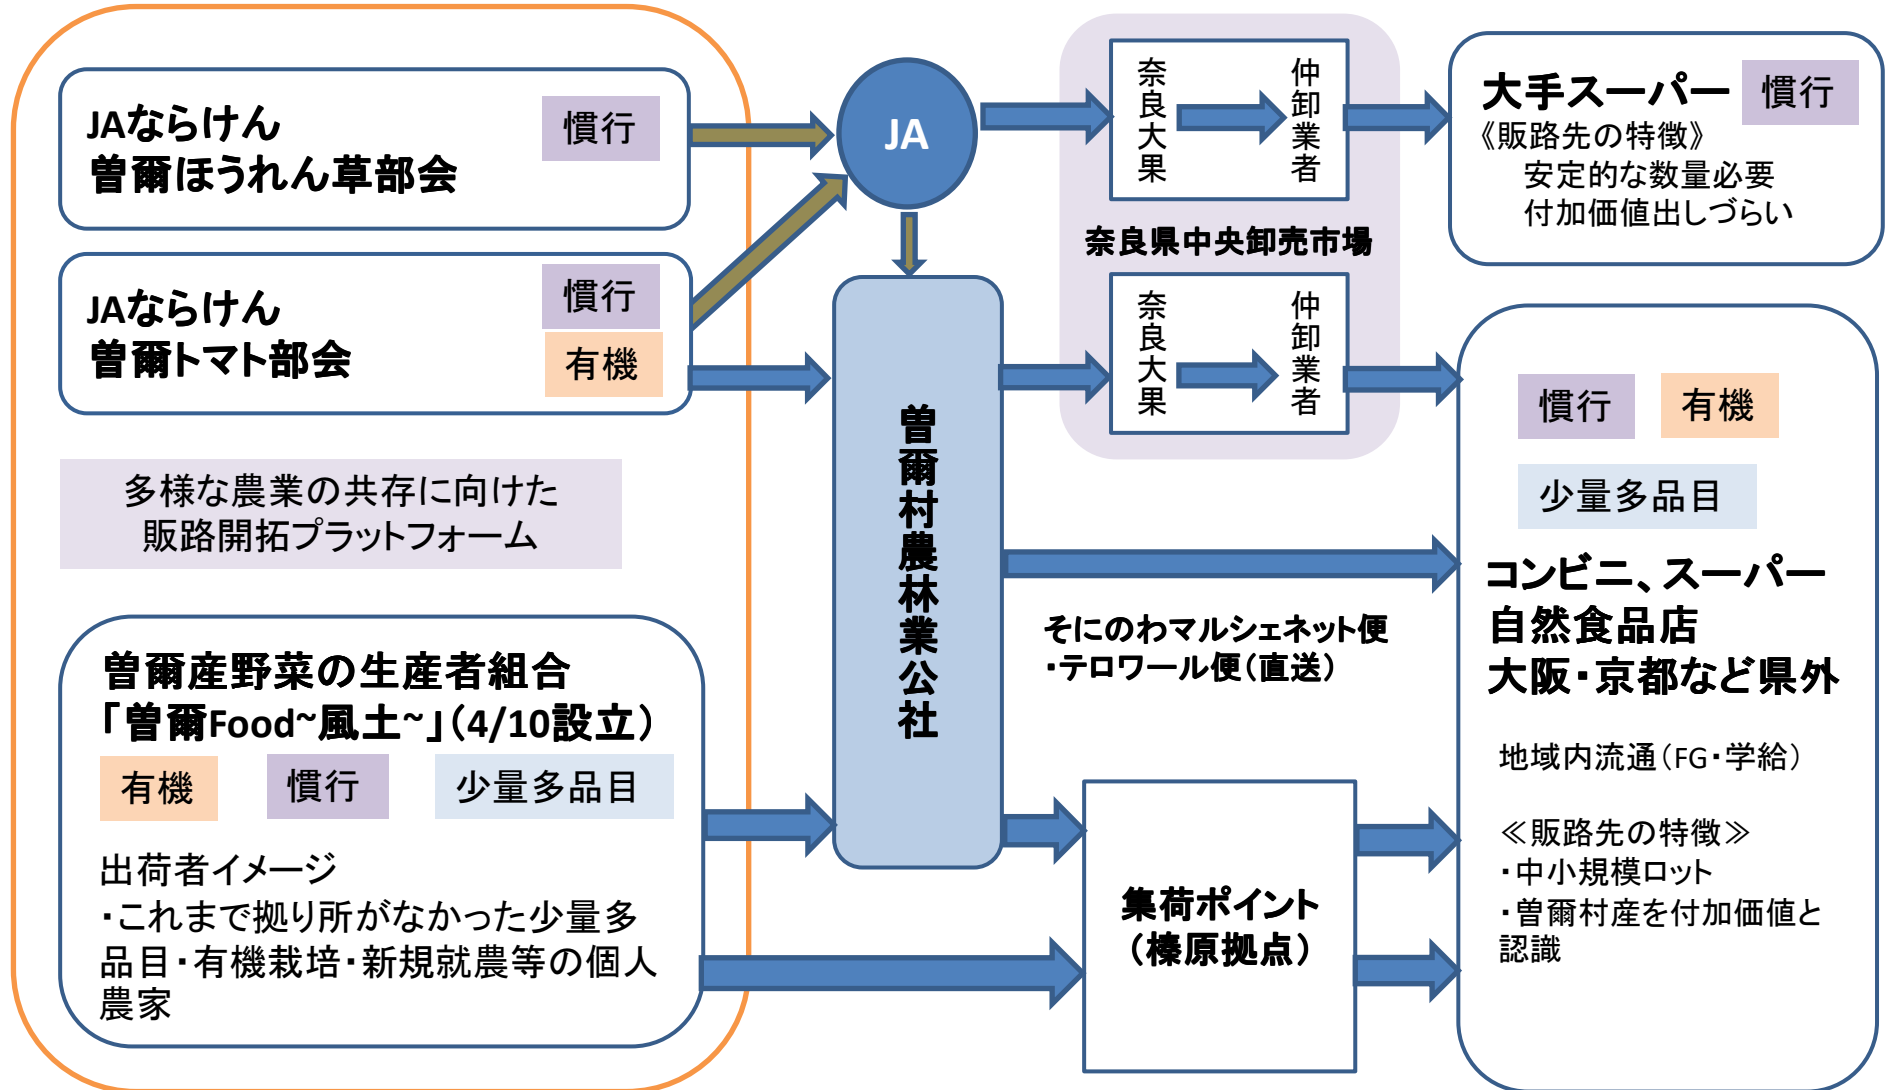 JAならけん
曽爾ほうれん草部会
慣行
JAならけん
曽爾トマト部会
慣行
有機
多様な農業の共存に向けた
販路開拓プラットフォーム
曽爾産野菜の生産者組合
「曽爾Food~風土~」（4/10設立）
有機
慣行
少量多品目
出荷者イメージ
・これまで拠り所がなかった少量多
品目・有機栽培・新規就農等の個人
農家
JA
曽爾村農林業公社
奈良大果
仲卸業者
奈良県中央卸売市場
奈良大果
仲卸業者
そにのわマルシェネット便
・テロワール便（直送）
集荷ポイント
（榛原拠点）
大手スーパー
慣行
《販路先の特徴》
安定的な数量必要
付加価値出しづらい
慣行
有機
少量多品目
コンビニ、スーパー
自然食品店
大阪・京都など県外
地域内流通（FG・学給）
≪販路先の特徴≫
・中小規模ロット
・曽爾村産を付加価値と
認識